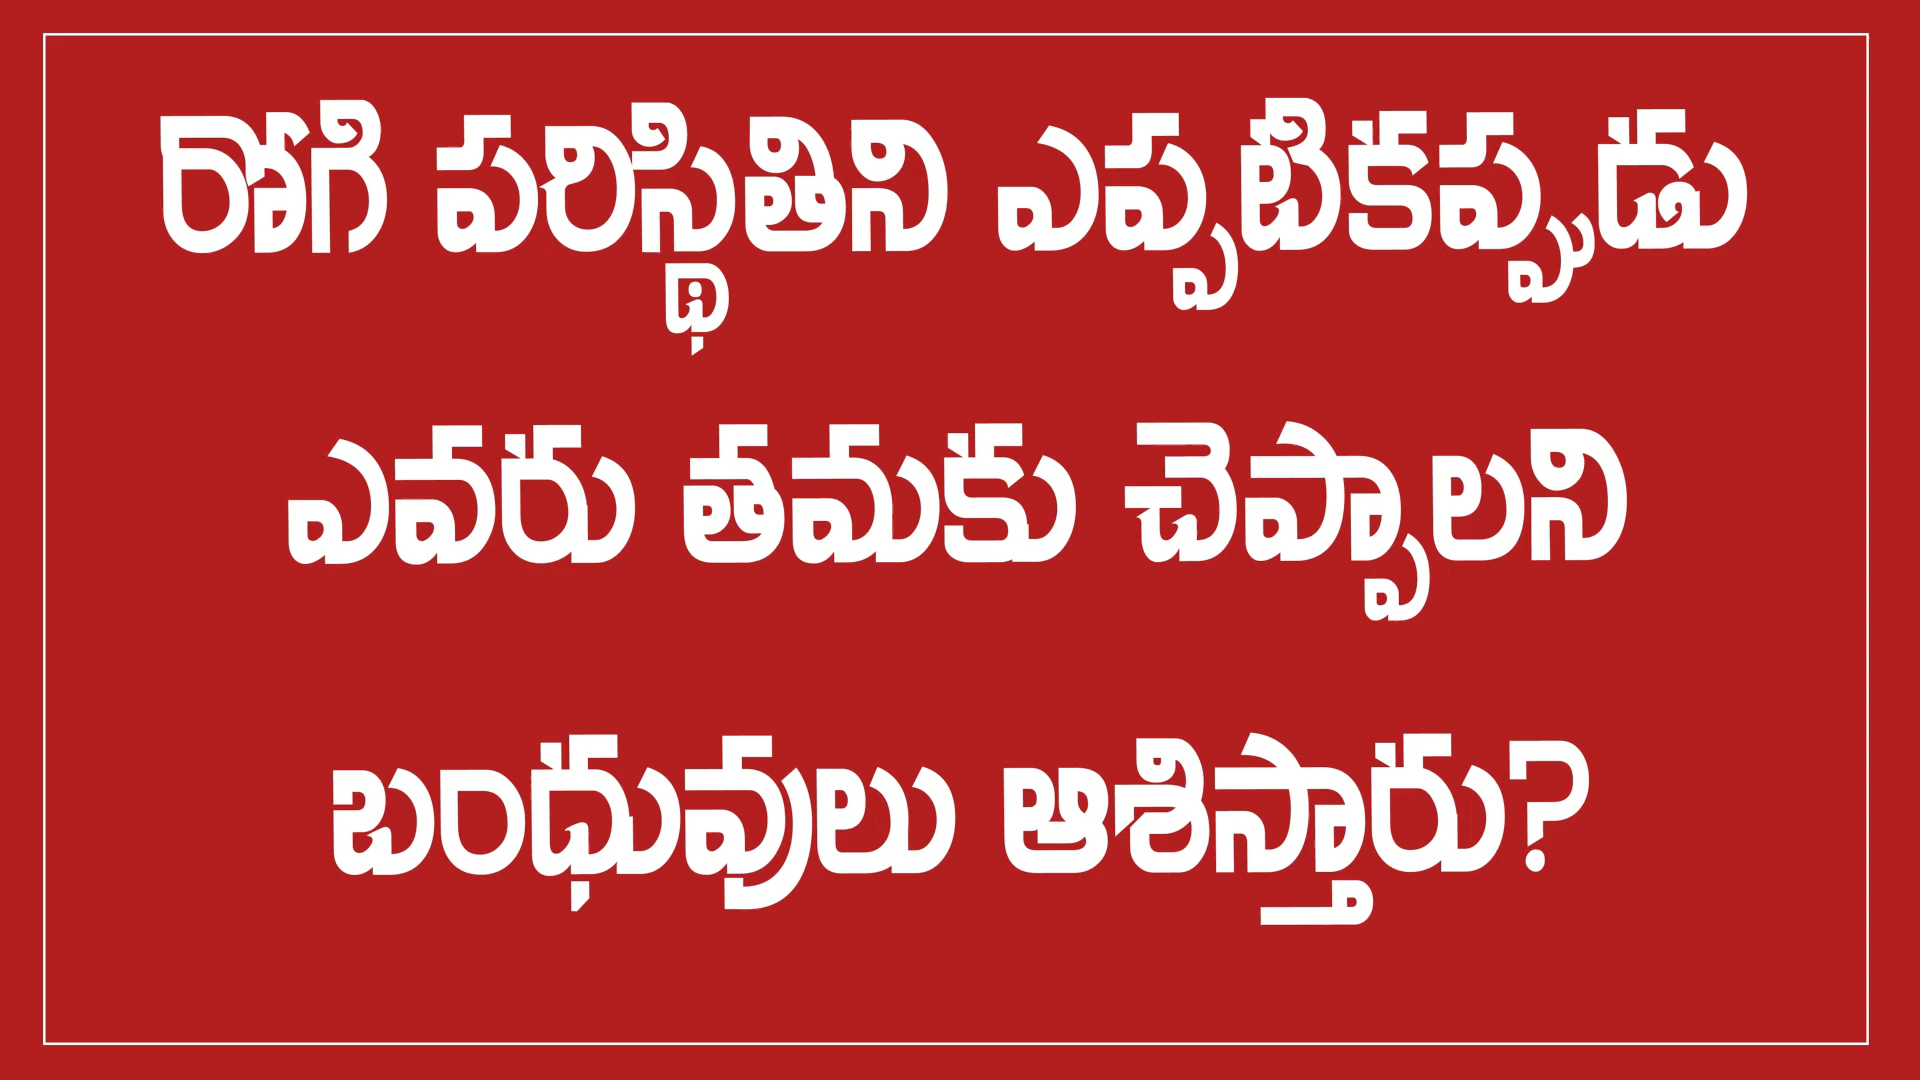 రోగి పరిస్థితిని ఎప్పటికప్పుడు
ఎవరు తమకు చెప్పాలని
బంధువులు ఆశిస్తారు?